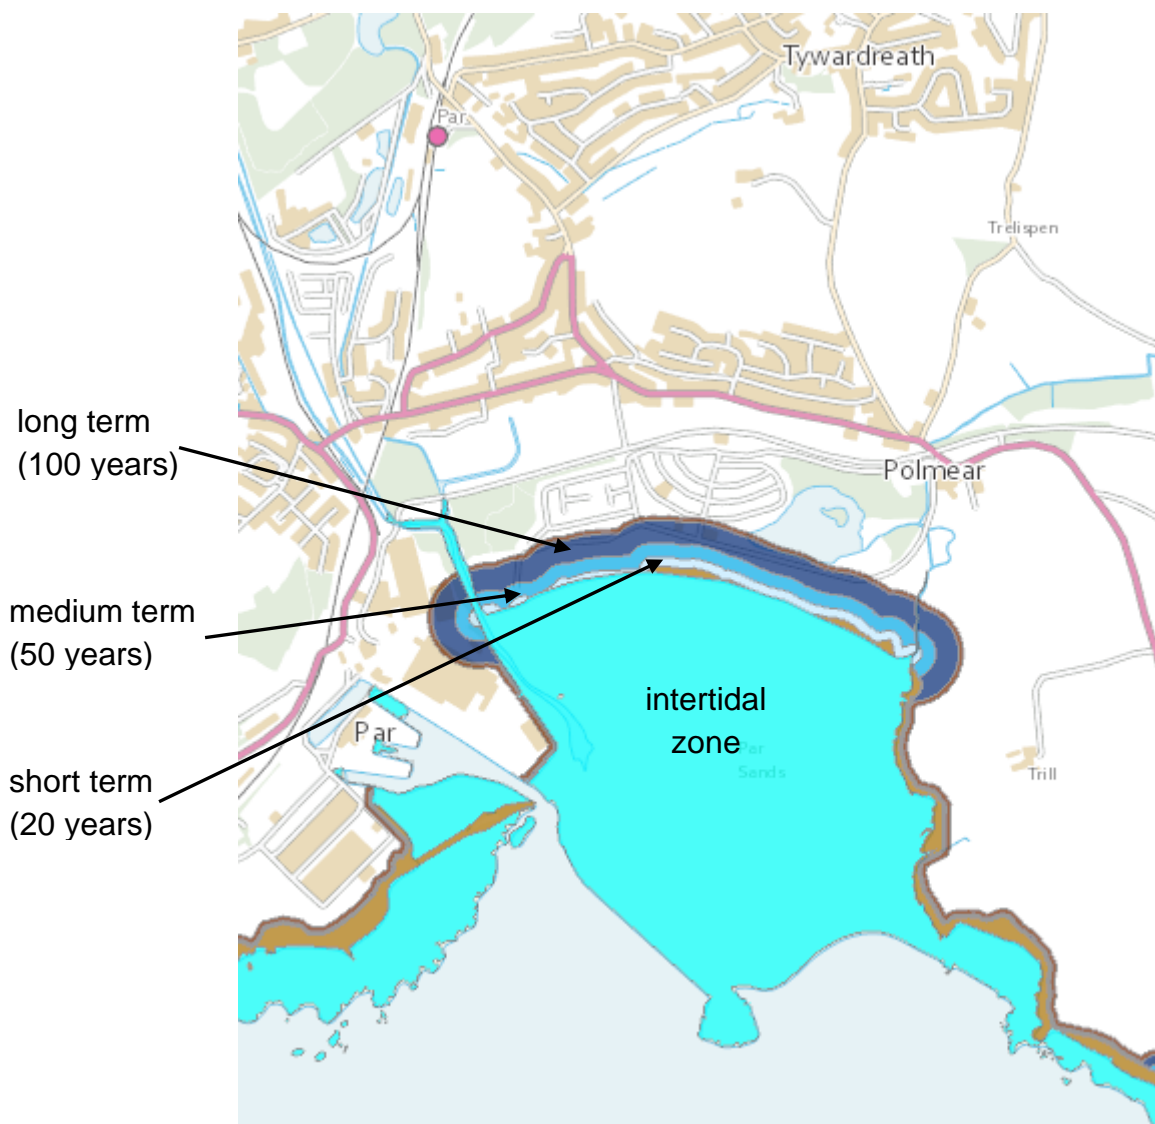 Tywardreath
Par
Trelispen
long term
(100 years)
Polmear
medium term
(50 years)
intertidal
zone
Par
Par
Sands
short term
(20 years)
Trill